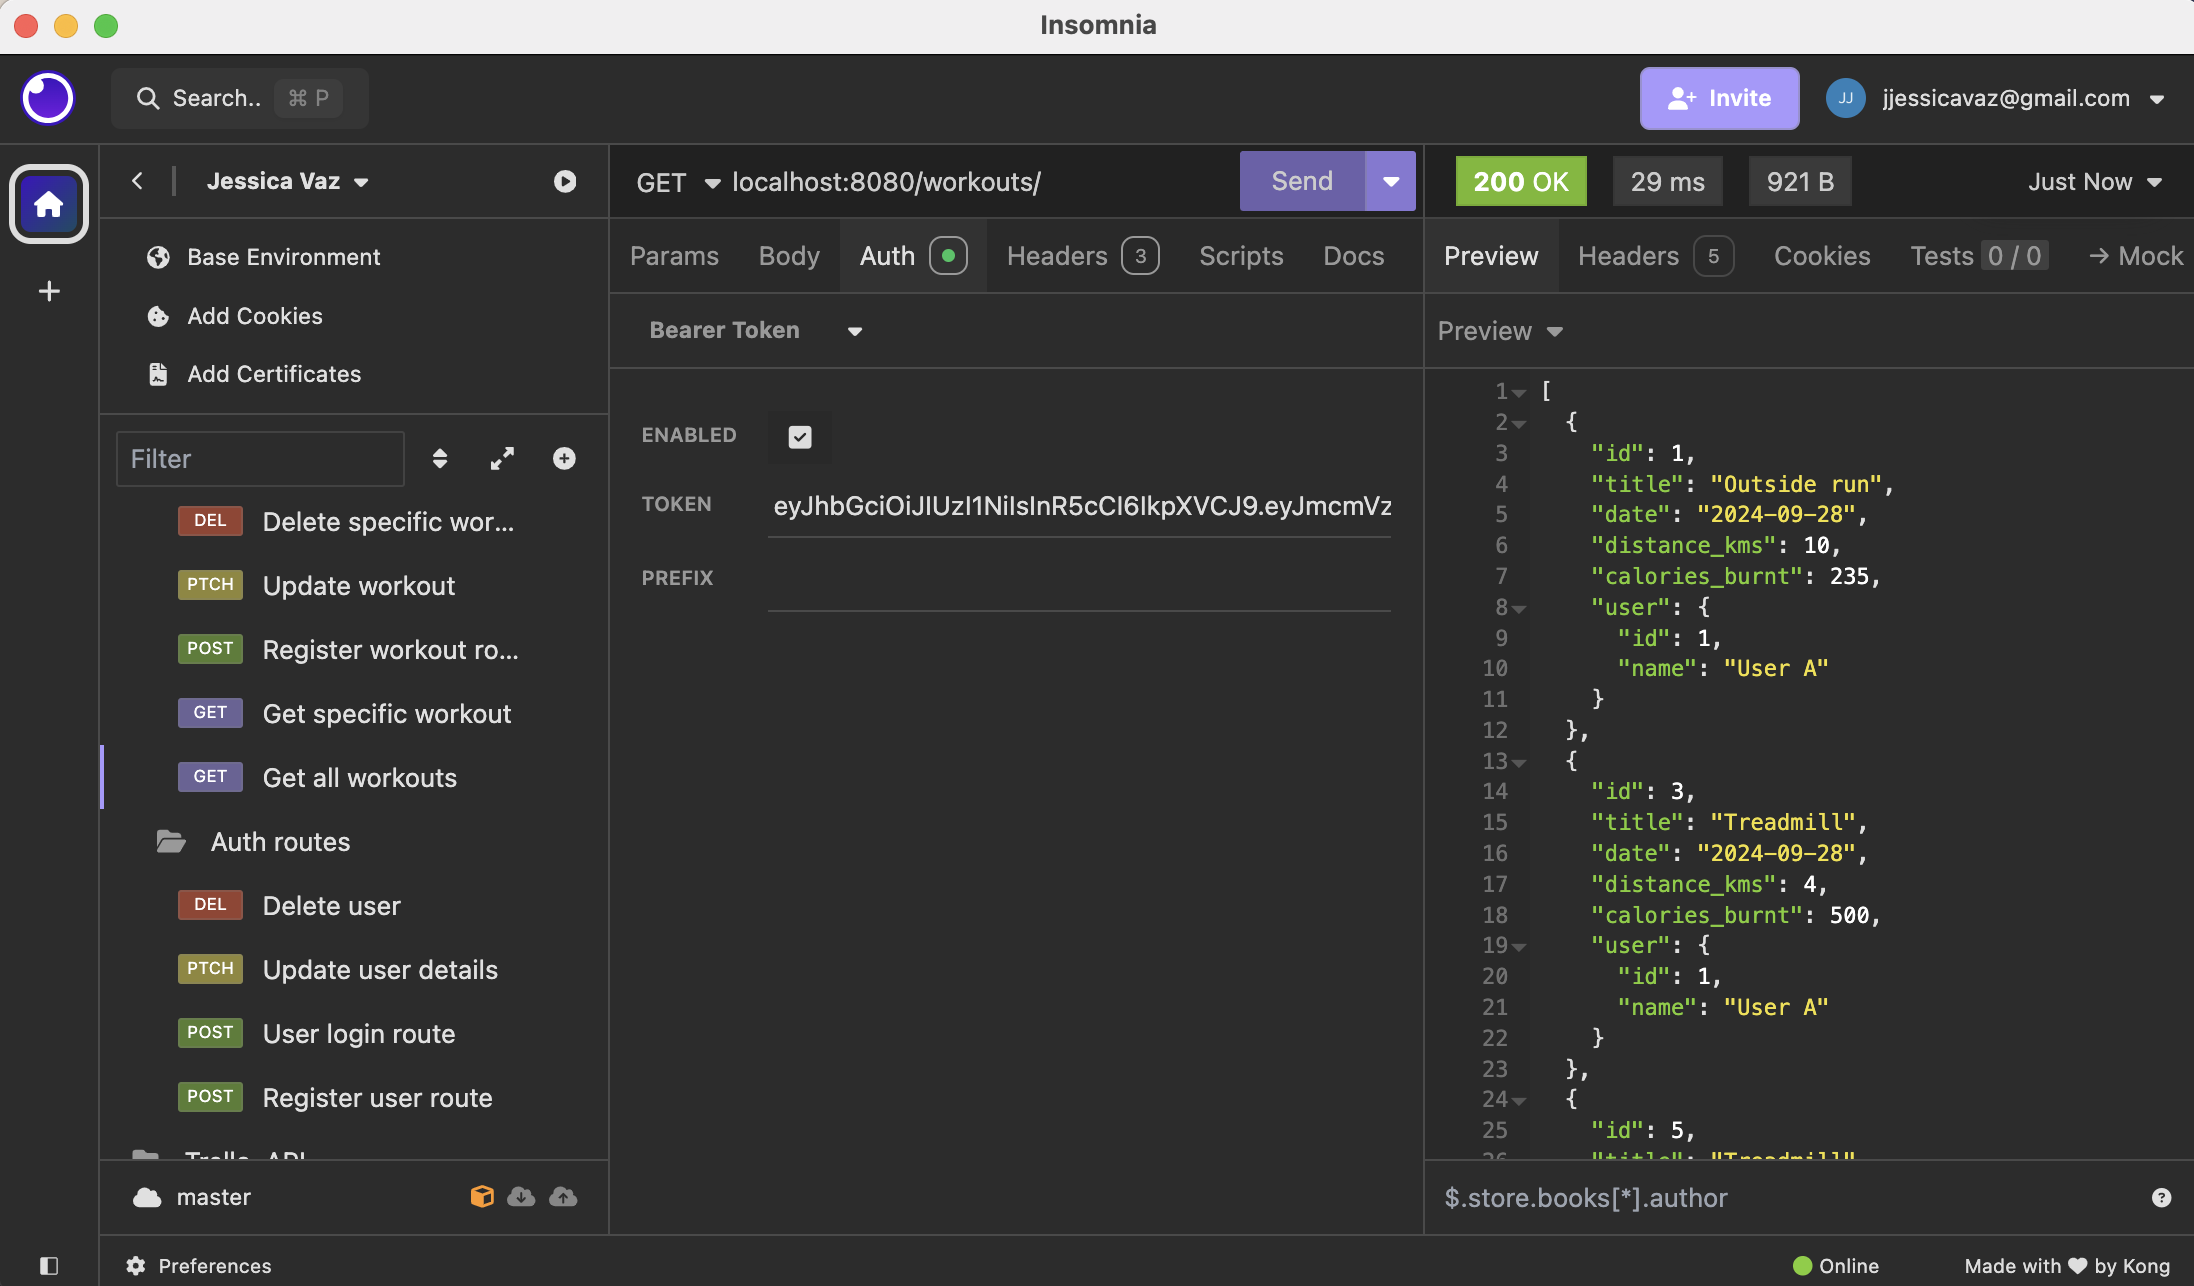 Insomnia
Search.. ⌘ P
Invite
JJ
jjessicavaz@gmail.com
Jessica Vaz
Base Environment
Add Cookies
Add Certificates
Filter
DEL Delete specific wor...
PTCH Update workout
POST Register workout ro...
GET Get specific workout
GET Get all workouts
Auth routes
DEL Delete user
PTCH Update user details
POST User login route
POST Register user route
Trello API
master
Preferences
GET localhost:8080/workouts/ Send
Params Body Auth Headers 3 Scripts Docs
Bearer Token
ENABLED
TOKEN eyJhbGciOiJIUzI1NiIsInR5cCI6IkpXVCJ9.eyJmcmVz
PREFIX
200 OK 29 ms 921 B Just Now
Preview Headers 5 Cookies Tests 0 / 0 → Mock
Preview
1 [
2 {
3 "id": 1,
4 "title": "Outside run",
5 "date": "2024-09-28",
6 "distance_kms": 10,
7 "calories_burnt": 235,
8 "user": {
9 "id": 1,
10 "name": "User A"
11 }
12 },
13 {
14 "id": 3,
15 "title": "Treadmill",
16 "date": "2024-09-28",
17 "distance_kms": 4,
18 "calories_burnt": 500,
19 "user": {
20 "id": 1,
21 "name": "User A"
22 }
23 },
24 {
25 "id": 5,
26 "title": "Treadmill"
$.store.books[*].author
Online
Made with ♥ by Kong